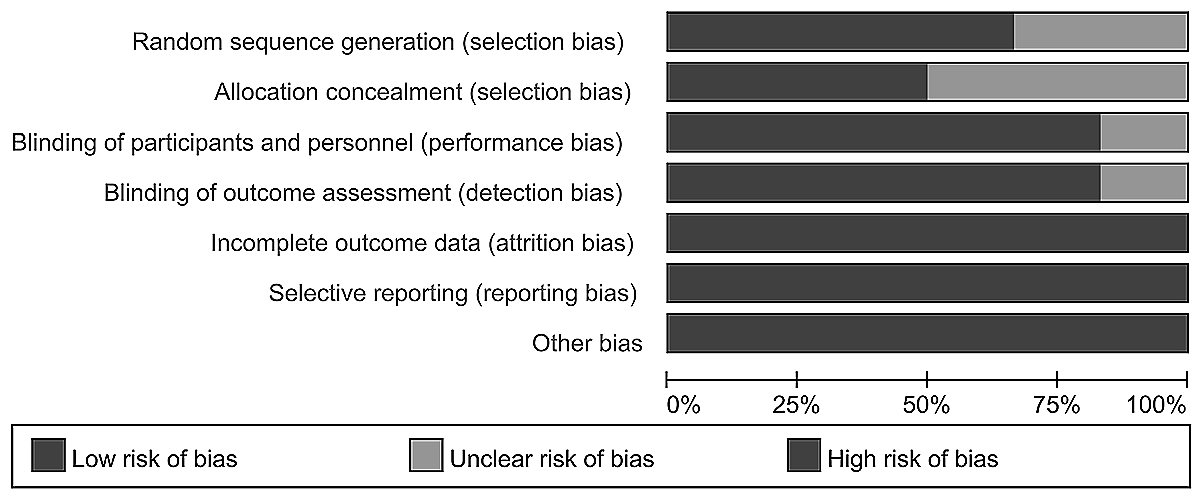 Random sequence generation (selection bias)
Allocation concealment (selection bias)
Blinding of participants and personnel (performance bias)
Blinding of outcome assessment (detection bias)
Incomplete outcome data (attrition bias)
Selective reporting (reporting bias)
Other bias
0% 25% 50% 75% 100%
Low risk of bias Unclear risk of bias High risk of bias